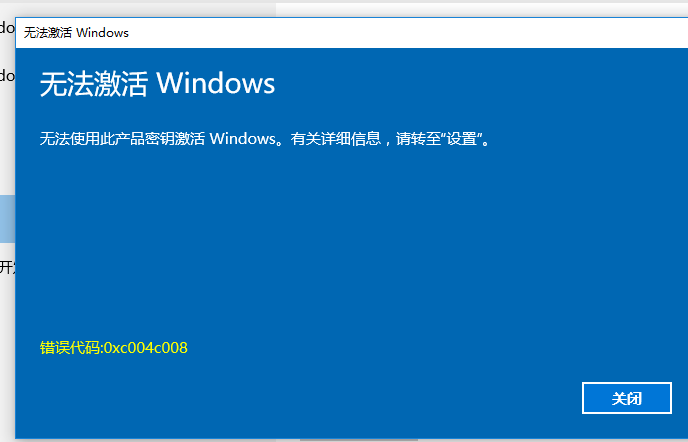 无法激活 Windows
do
无法激活 Windows
do
无法使用此产品密钥激活 Windows。有关详细信息，请转至“设置”。
错误代码:0xc004c008
关闭